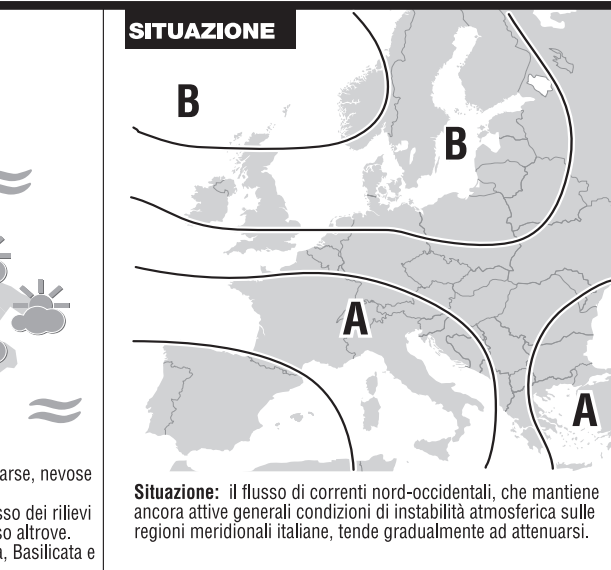 SITUAZIONE
B
B
A
A
arse, nevose
sso dei rilievi
so altrove.
a, Basilicata e
Situazione: il flusso di correnti nord-occidentali, che mantiene
ancora attive generali condizioni di instabilità atmosferica sulle
regioni meridionali italiane, tende gradualmente ad attenuarsi.